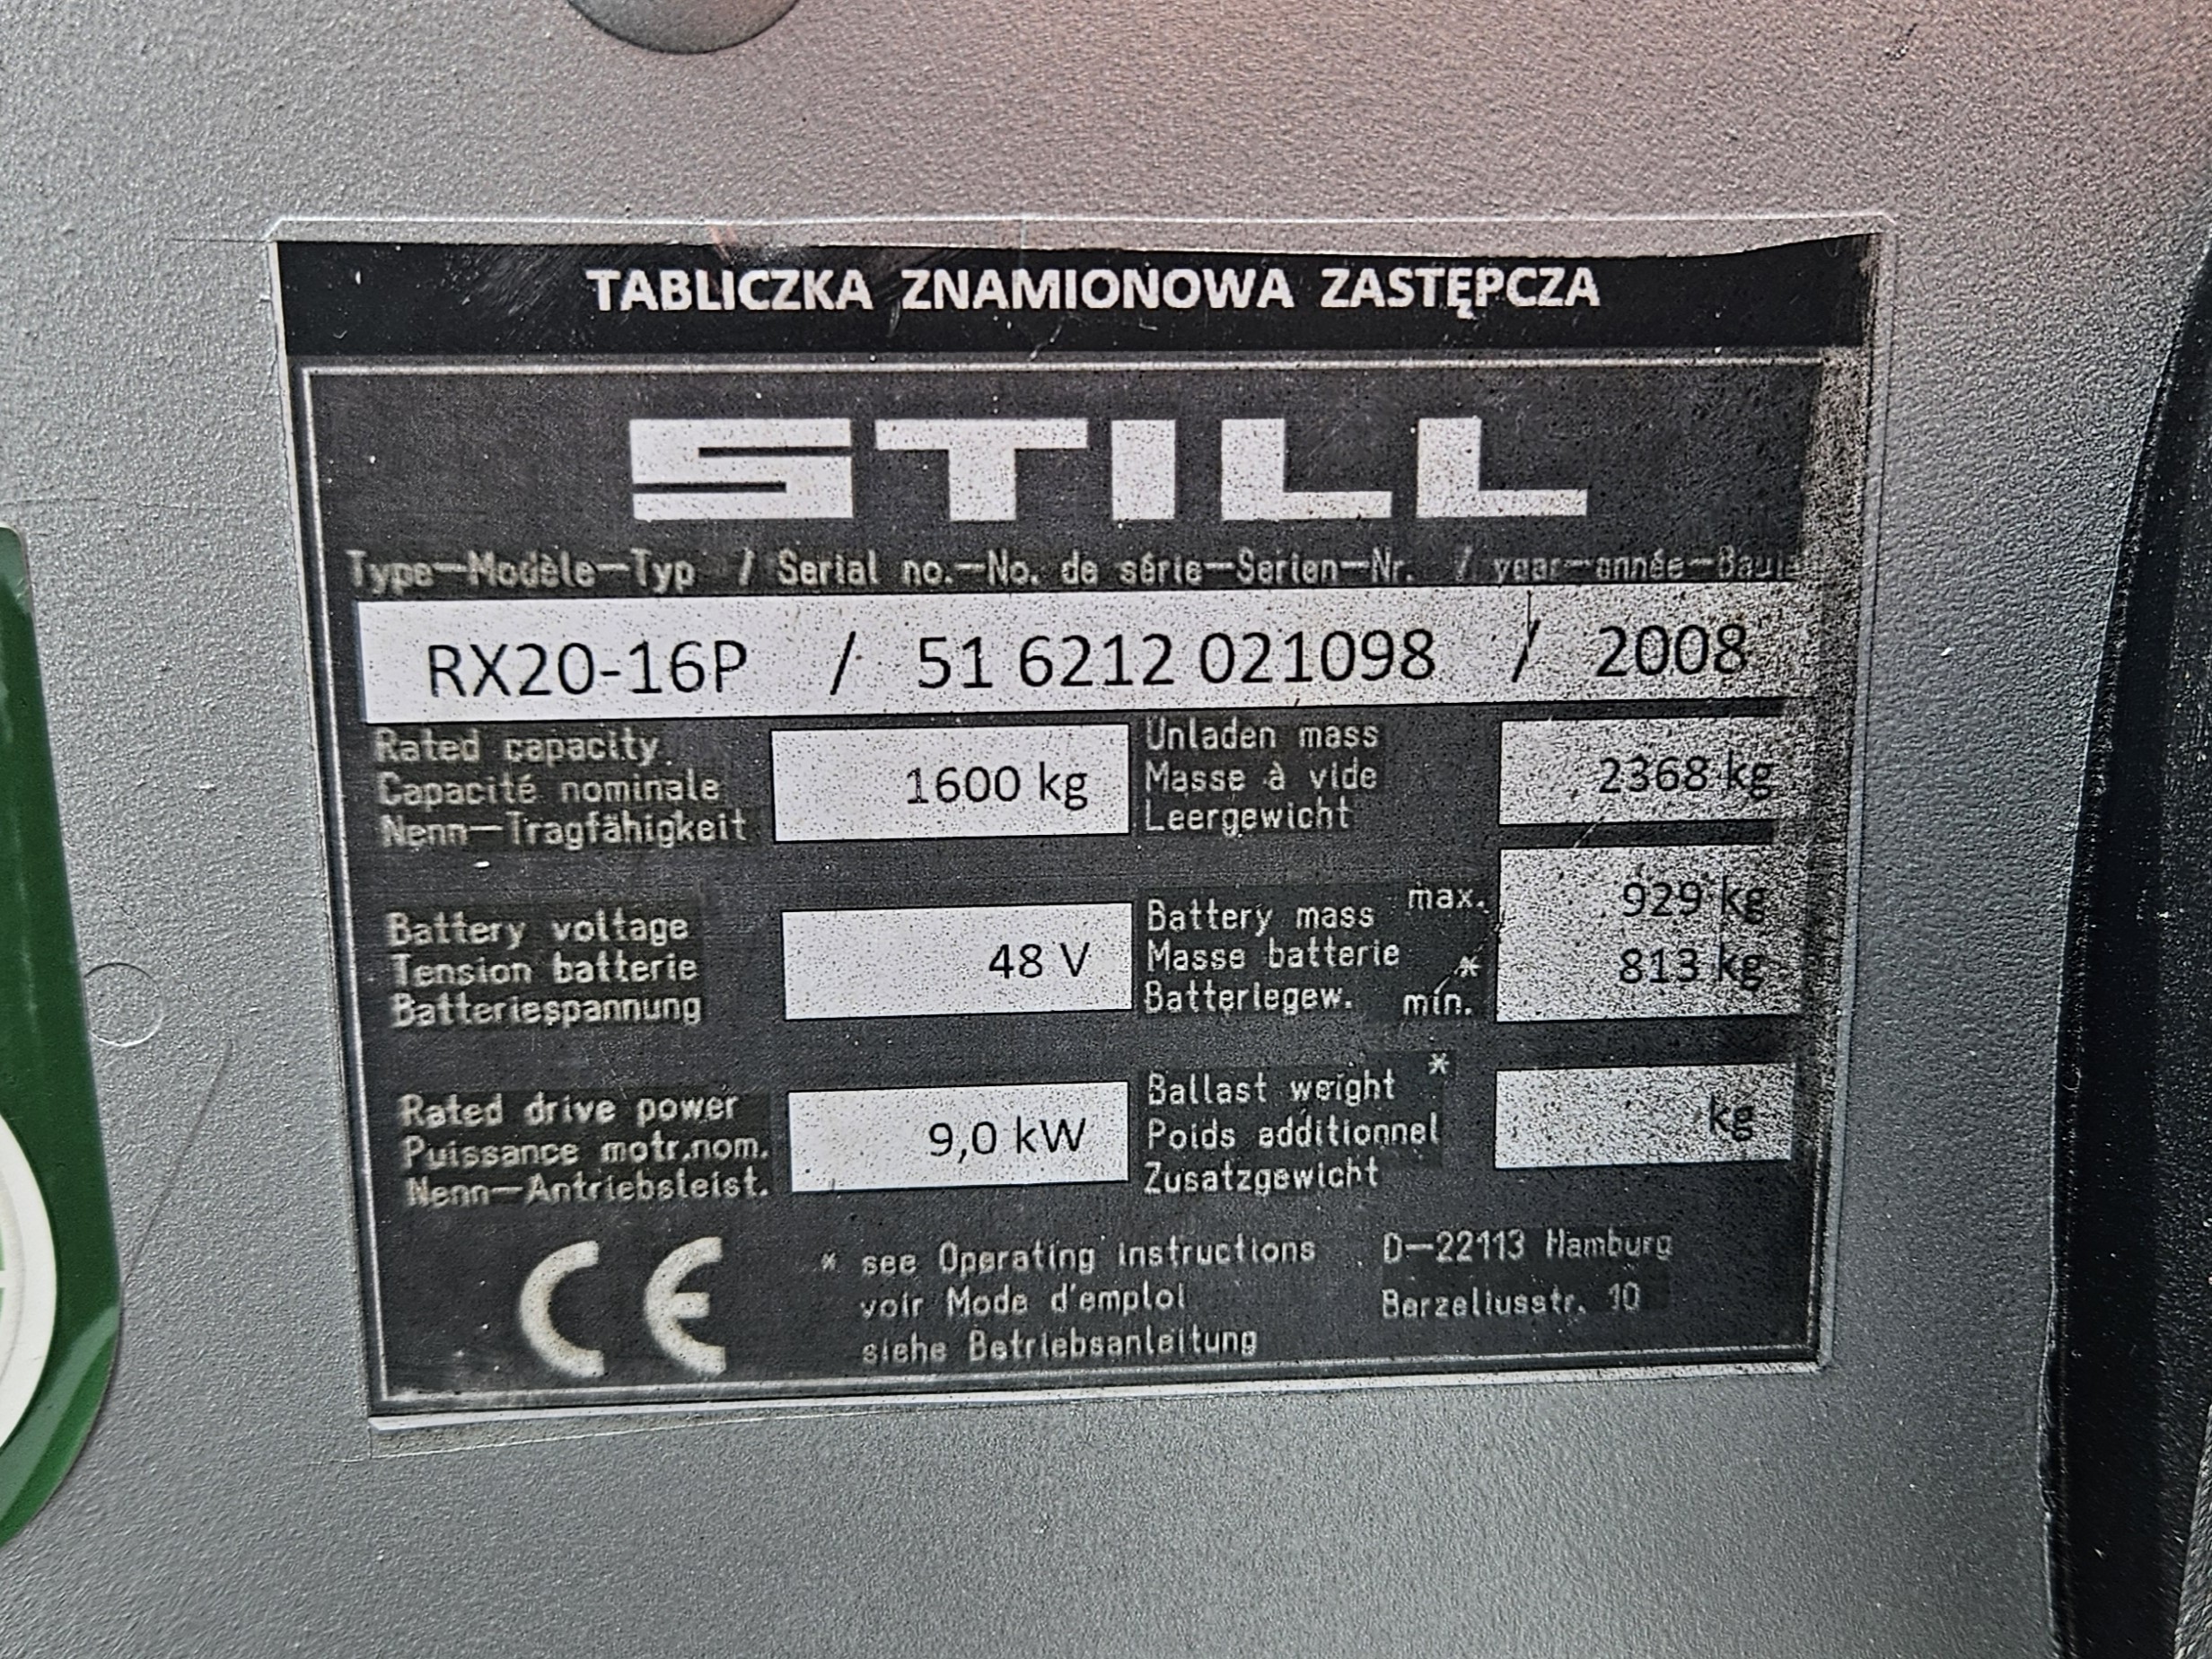 TABLICZKA ZNAMIONOWA ZASTĘPCZA
STILL
Type—Modèle—Typ / Serial no.—No. de série—Serien—Nr. / year—année—Bauj
RX20-16P / 51 6212 021098 / 2008
Rated capacity
Capacité nominale
Nenn—Tragfähigkeit
1600 kg
Unladen mass
Masse à vide
Leergewicht
2368 kg
Battery voltage
Tension batterie
Batteriespannung
48 V
Battery mass max.
Masse batterie *
Batteriegew. min.
929 kg
813 kg
Rated drive power
Puissance motr.nom.
Nenn—Antriebsleist.
9,0 kW
Ballast weight *
Poids additionnel
Zusatzgewicht
kg
CE
* see Operating instructions
voir Mode d'emploi
siehe Betriebsanleitung
D—22113 Hamburg
Berzeliusstr. 10